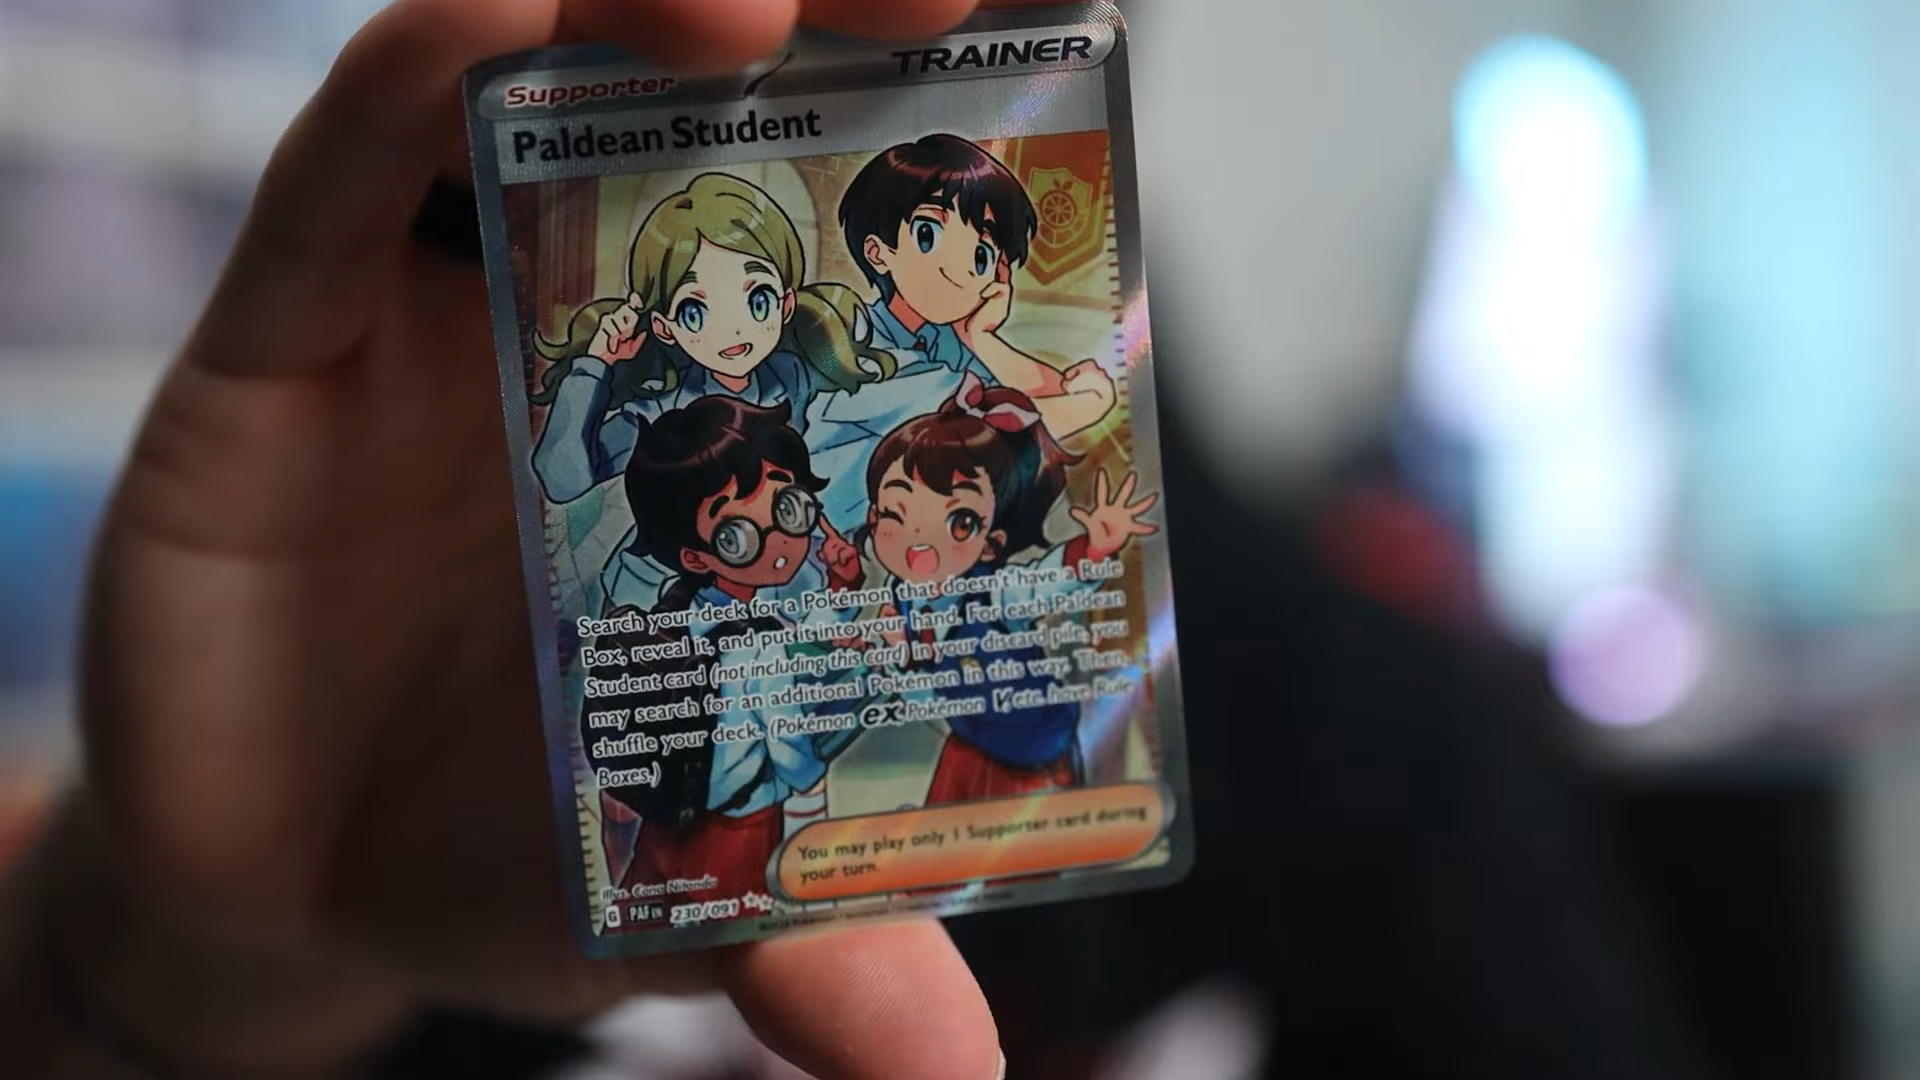 Supporter
TRAINER
Paldean Student
Search your deck for a Pokémon that doesn't have a Rule
Box, reveal it, and put it into your hand. For each Paldean
Student card (not including this card) in your discard pile, you
may search for an additional Pokémon in this way. Then,
shuffle your deck. (Pokémon ex, Pokémon V, etc. have Rule
Boxes.)
You may play only 1 Supporter card during
your turn.
Illus. Cona Nitanda
G PAF EN 230/091